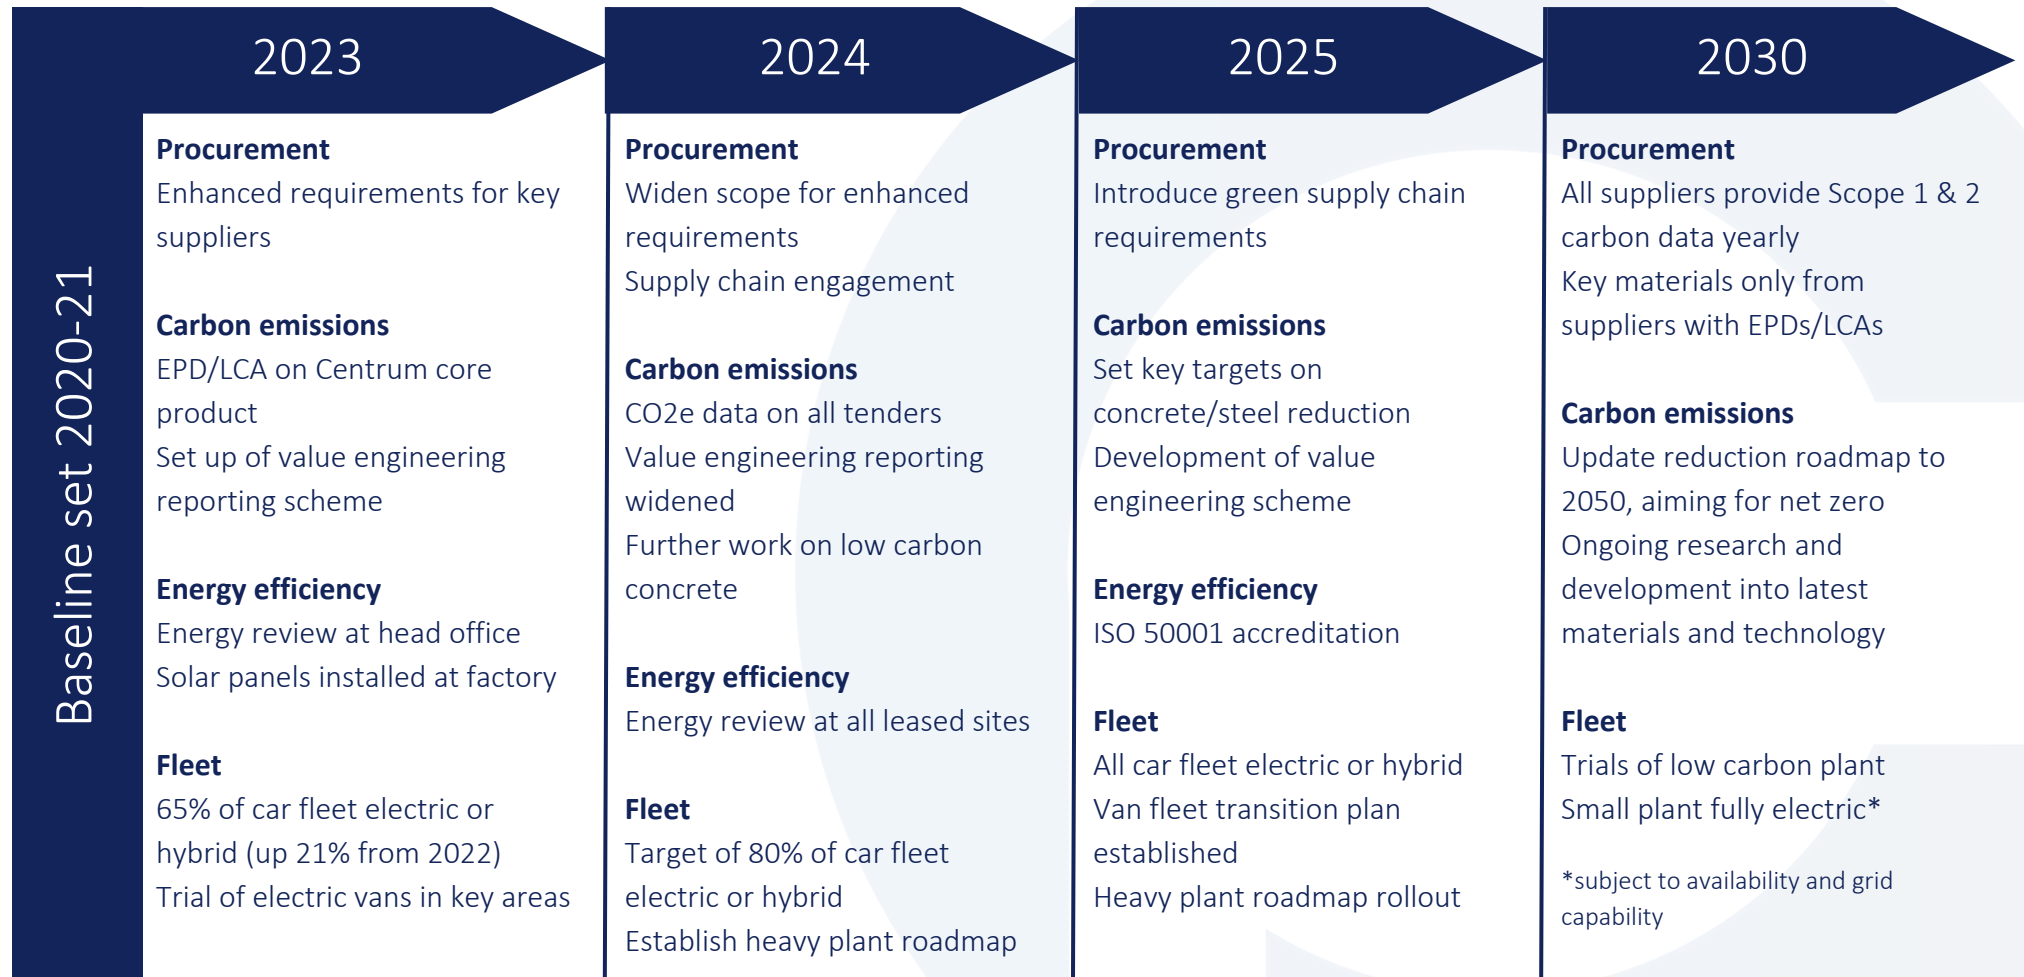 Baseline set 2020-21
2023
Procurement
Enhanced requirements for key
suppliers
Carbon emissions
EPD/LCA on Centrum core
product
Set up of value engineering
reporting scheme
Energy efficiency
Energy review at head office
Solar panels installed at factory
Fleet
65% of car fleet electric or
hybrid (up 21% from 2022)
Trial of electric vans in key areas
2024
Procurement
Widen scope for enhanced
requirements
Supply chain engagement
Carbon emissions
CO2e data on all tenders
Value engineering reporting
widened
Further work on low carbon
concrete
Energy efficiency
Energy review at all leased sites
Fleet
Target of 80% of car fleet
electric or hybrid
Establish heavy plant roadmap
2025
Procurement
Introduce green supply chain
requirements
Carbon emissions
Set key targets on
concrete/steel reduction
Development of value
engineering scheme
Energy efficiency
ISO 50001 accreditation
Fleet
All car fleet electric or hybrid
Van fleet transition plan
established
Heavy plant roadmap rollout
2030
Procurement
All suppliers provide Scope 1 & 2
carbon data yearly
Key materials only from
suppliers with EPDs/LCAs
Carbon emissions
Update reduction roadmap to
2050, aiming for net zero
Ongoing research and
development into latest
materials and technology
Fleet
Trials of low carbon plant
Small plant fully electric*
*subject to availability and grid
capability